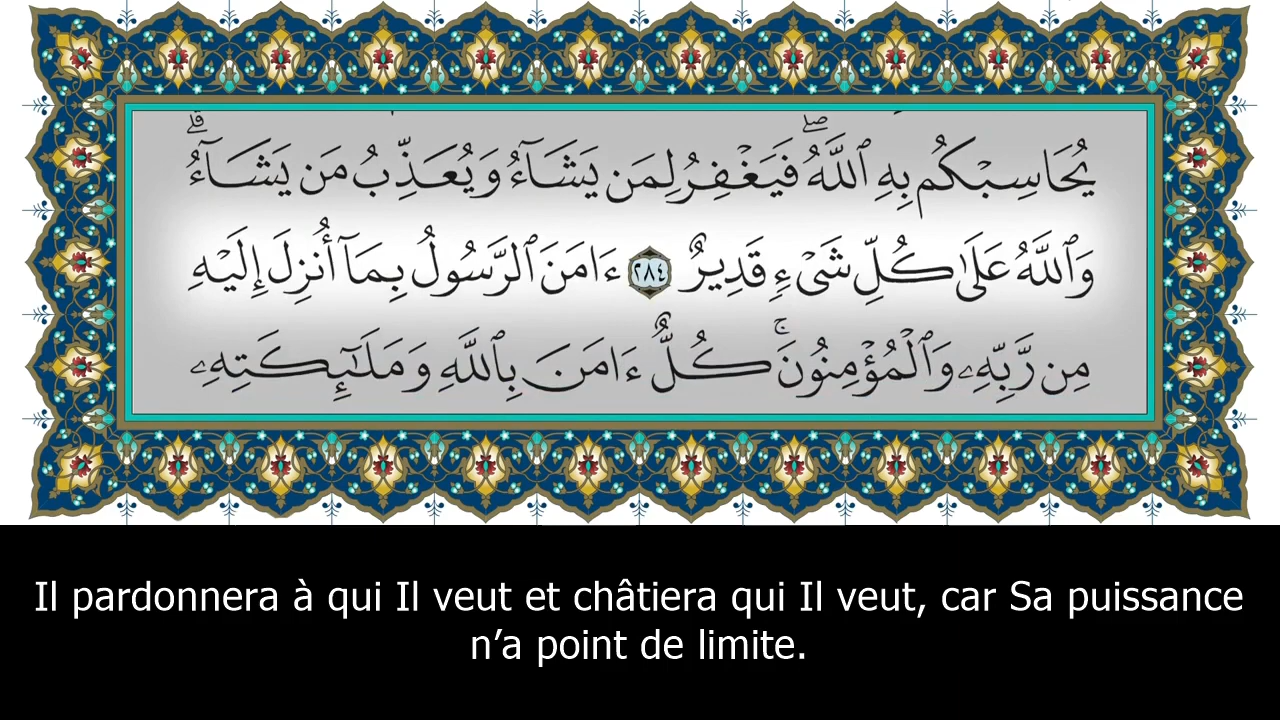 يُحَاسِبْكُم بِهِ ٱللَّهُ ۖ فَيَغْفِرُ لِمَن يَشَآءُ وَيُعَذِّبُ مَن يَشَآءُ ۗ
وَٱللَّهُ عَلَىٰ كُلِّ شَىْءٍ قَدِيرٌ ٢٨٤ ءَامَنَ ٱلرَّسُولُ بِمَآ أُنزِلَ إِلَيْهِ
مِن رَّبِّهِۦ وَٱلْمُؤْمِنُونَ ۚ كُلٌّ ءَامَنَ بِٱللَّهِ وَمَلَـٰٓئِكَتِهِۦ
Il pardonnera à qui Il veut et châtiera qui Il veut, car Sa puissance
n’a point de limite.